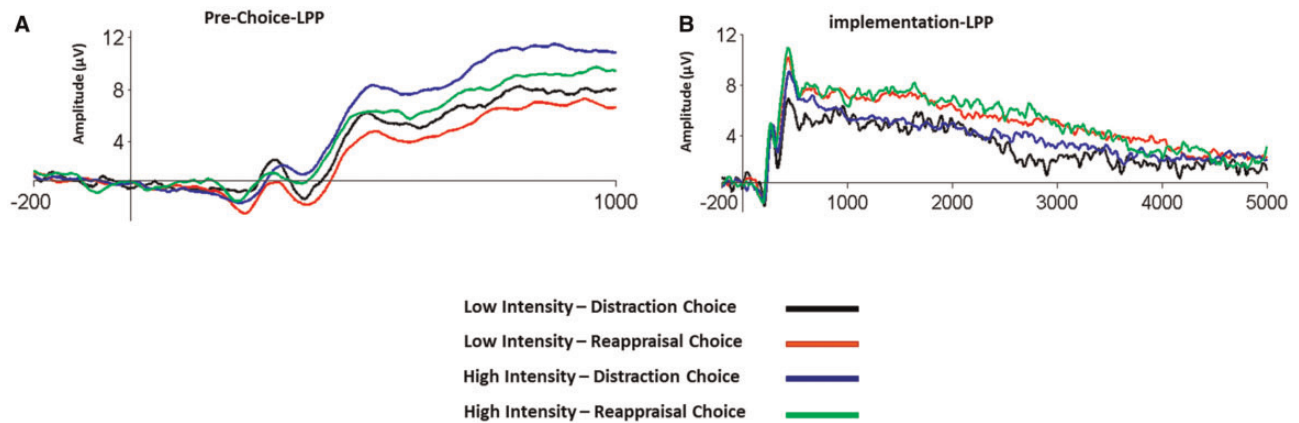 A
Pre-Choice-LPP
Amplitude (μV)
12
8
4
-200
1000
B
implementation-LPP
Amplitude (μV)
12
8
4
-200
1000
2000
3000
4000
5000
Low Intensity – Distraction Choice
Low Intensity – Reappraisal Choice
High Intensity – Distraction Choice
High Intensity – Reappraisal Choice